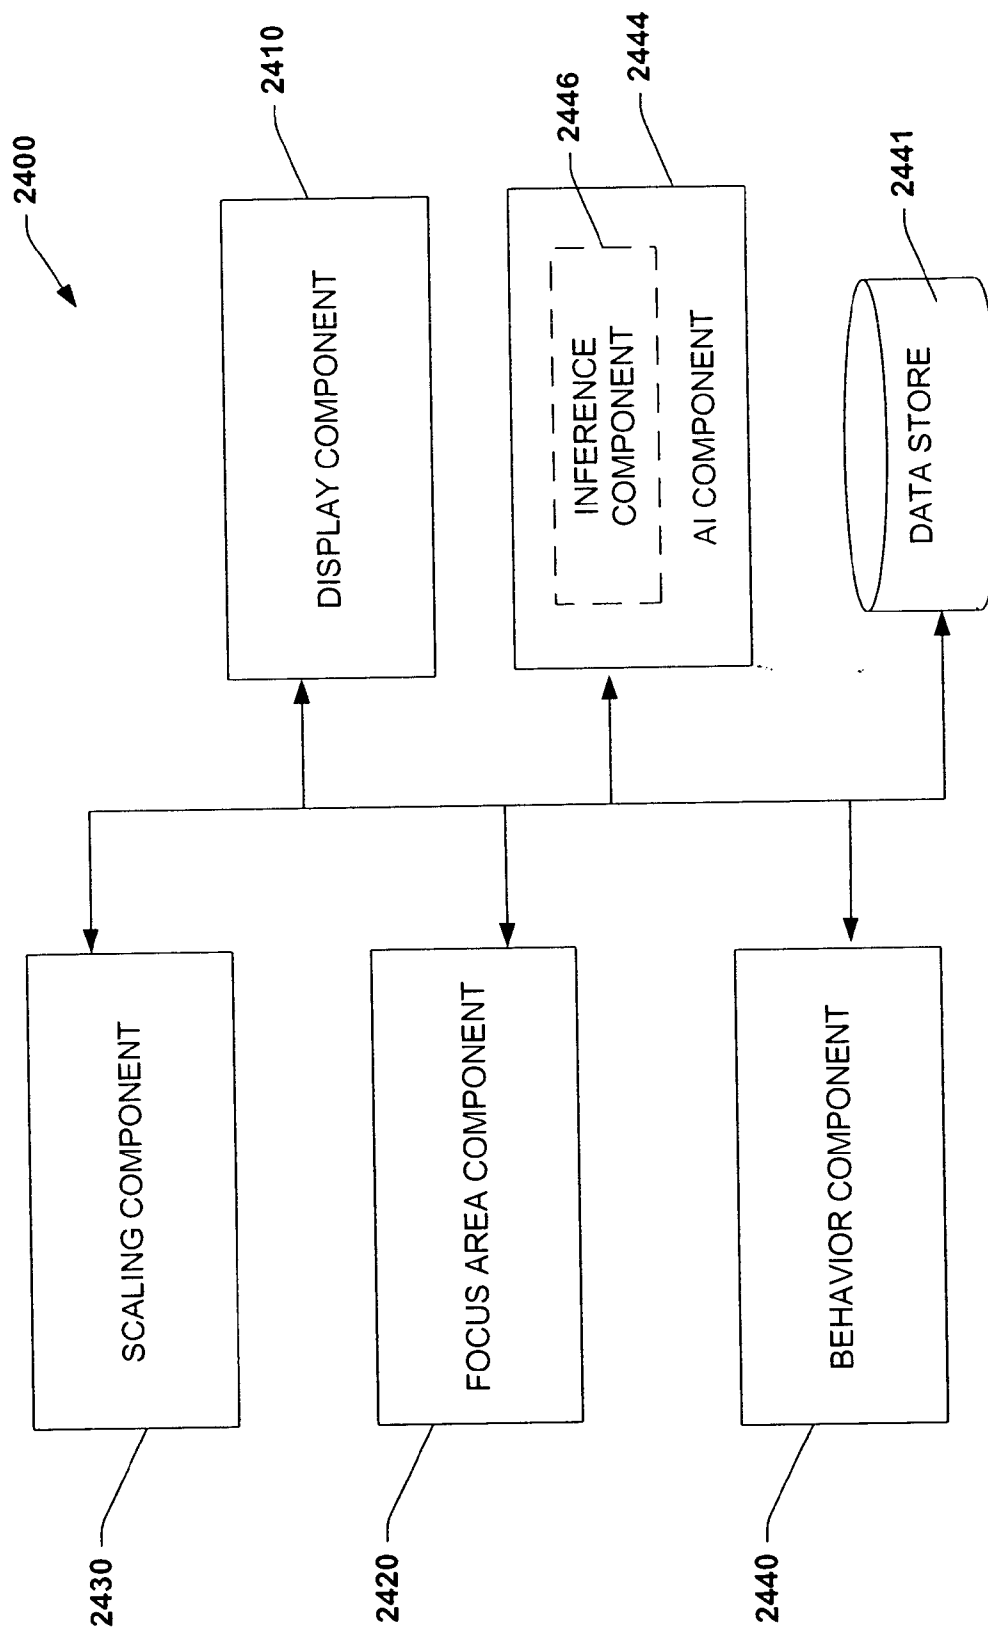 2400
SCALING COMPONENT
2430
DISPLAY COMPONENT
2410
FOCUS AREA COMPONENT
2420
INFERENCE
COMPONENT
2446
AI COMPONENT
2444
BEHAVIOR COMPONENT
2440
DATA STORE
2441